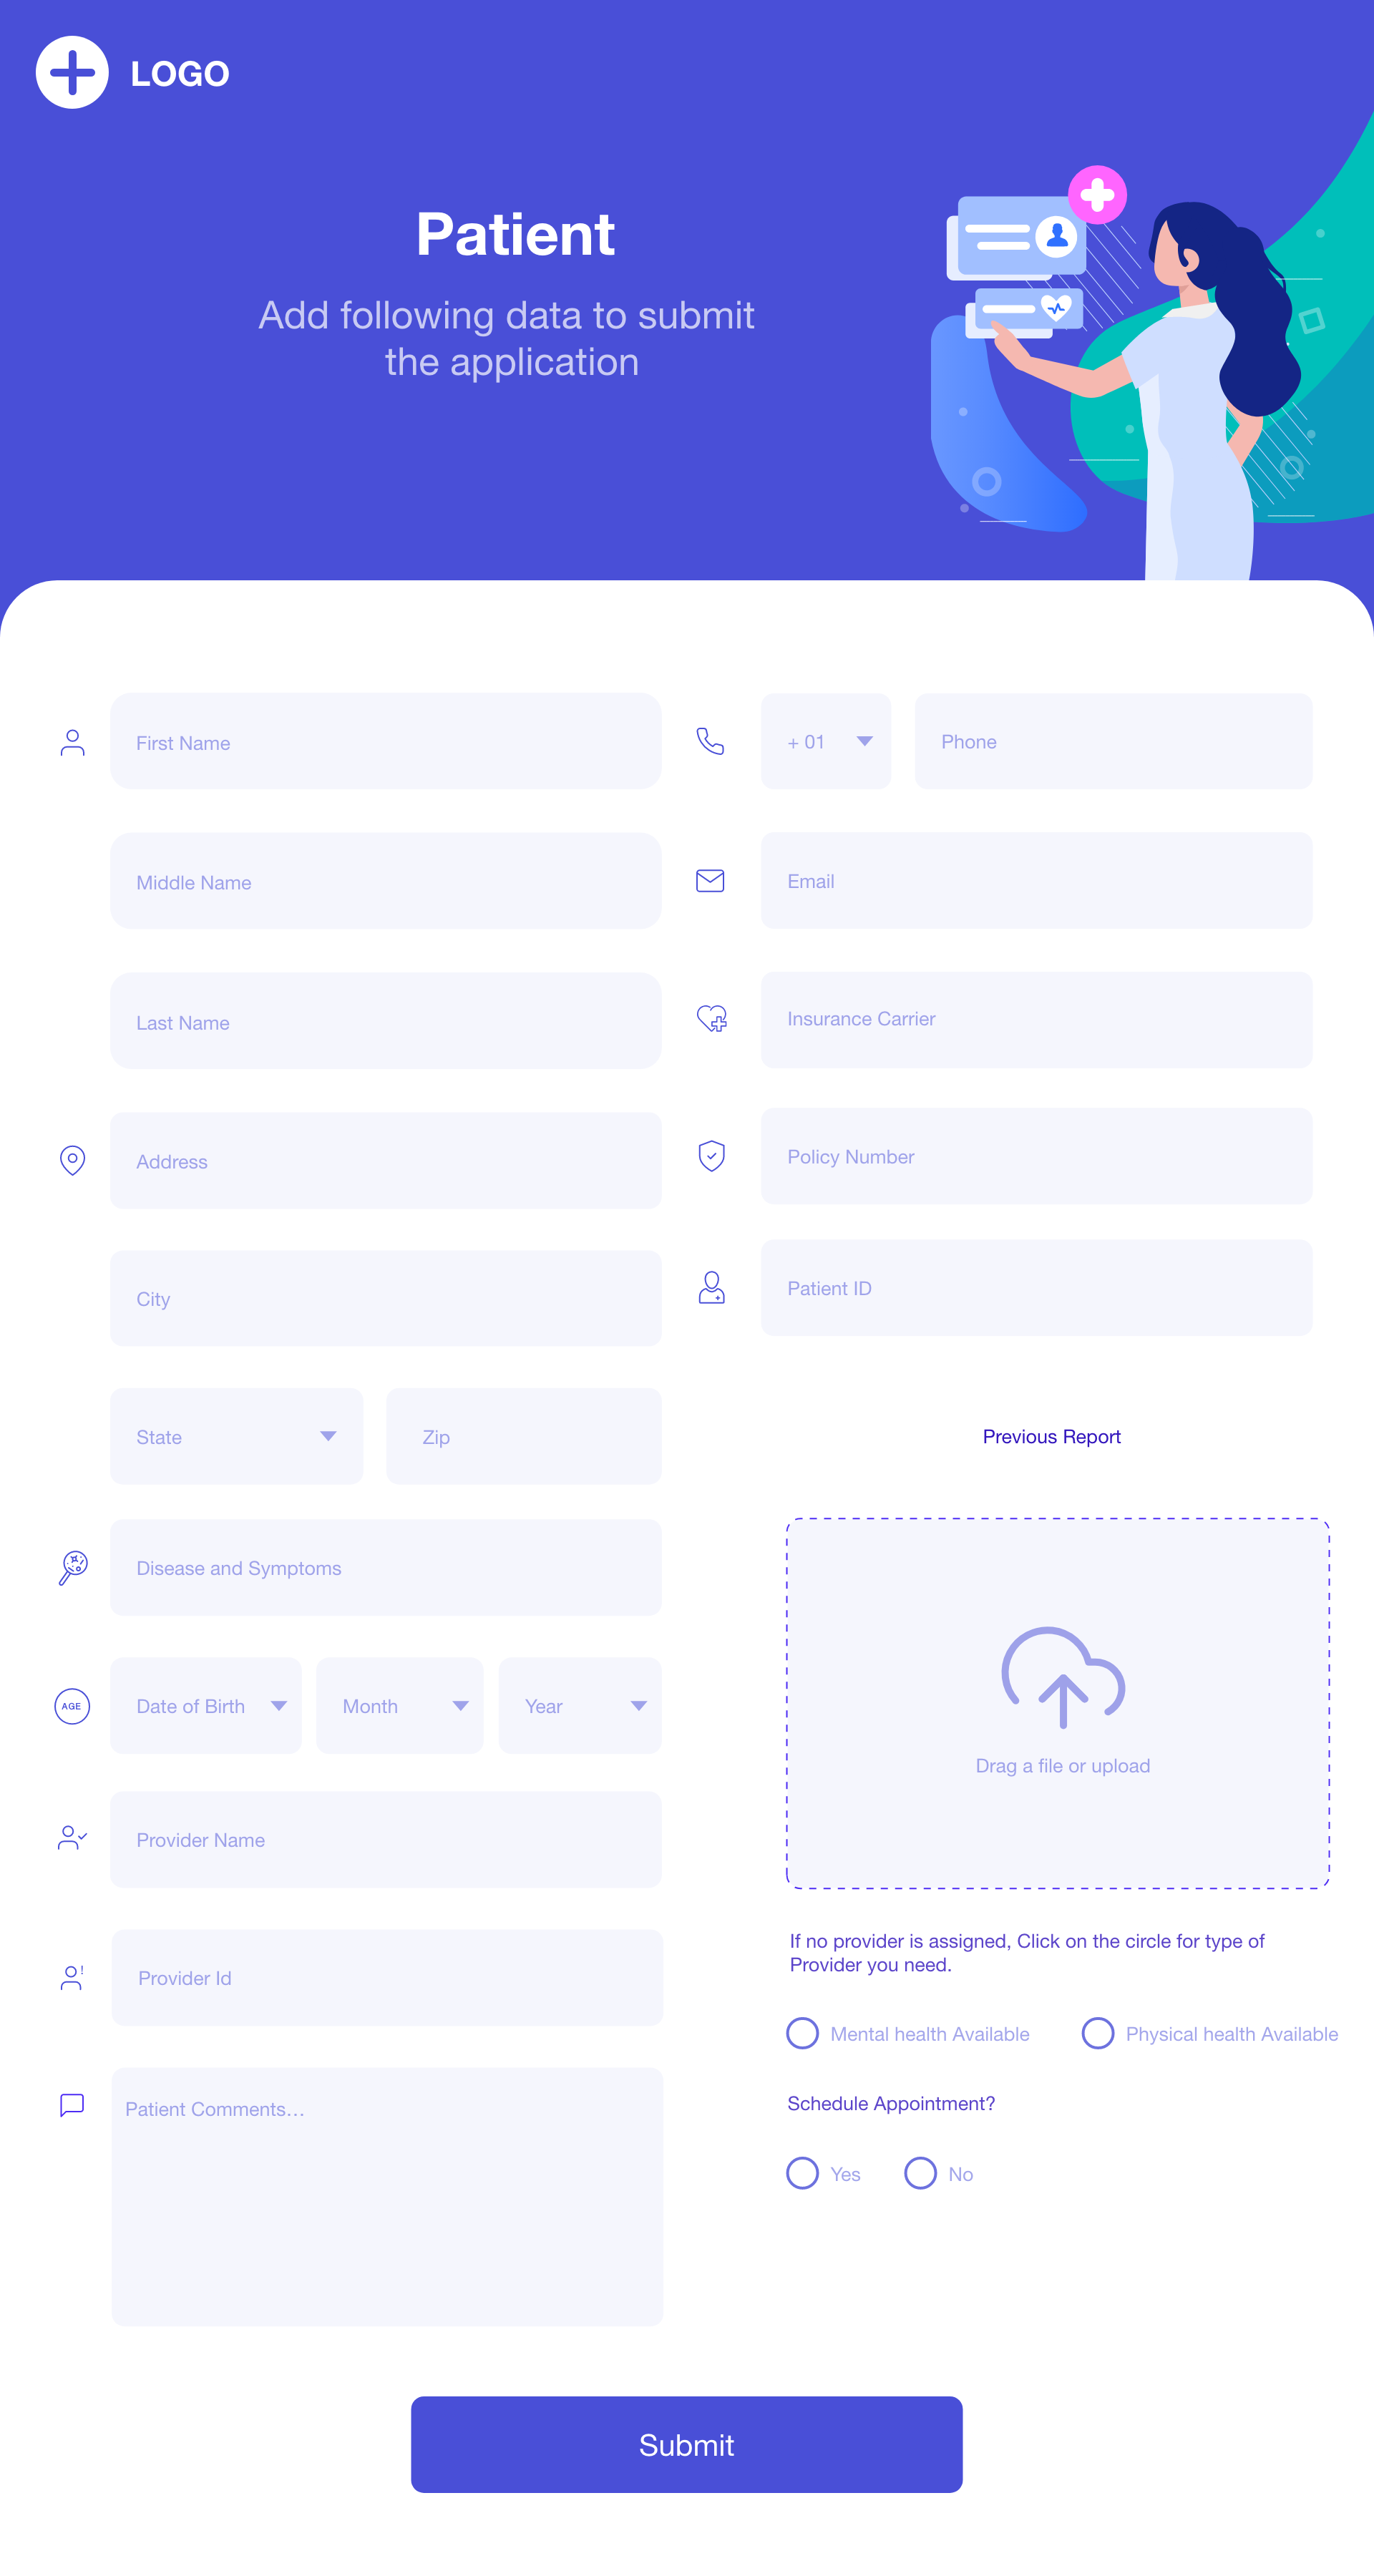 LOGO
Patient
Add following data to submit
the application
First Name
+ 01
Phone
Middle Name
Email
Last Name
Insurance Carrier
Address
Policy Number
City
Patient ID
State
Zip
Previous Report
Disease and Symptoms
AGE
Date of Birth
Month
Year
Drag a file or upload
Provider Name
If no provider is assigned, Click on the circle for type of
Provider you need.
Provider Id
Mental health Available
Physical health Available
Patient Comments...
Schedule Appointment?
Yes
No
Submit